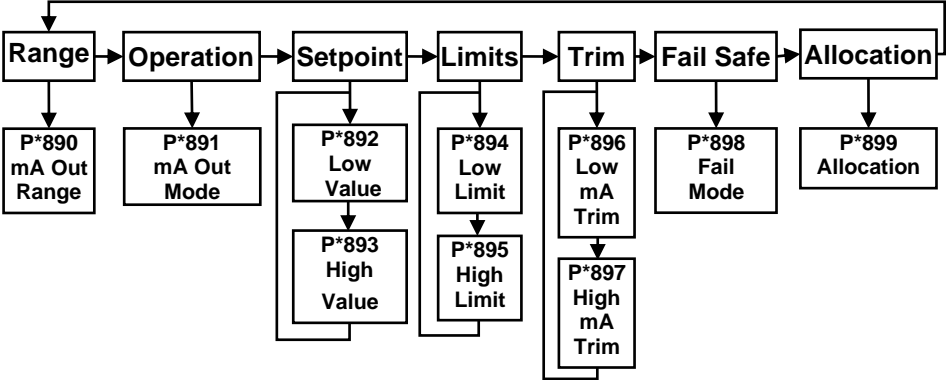 Range
Operation
Setpoint
Limits
Trim
Fail Safe
Allocation
P*890
mA Out
Range
P*891
mA Out
Mode
P*892
Low
Value
P*893
High
Value
P*894
Low
Limit
P*895
High
Limit
P*896
Low
mA
Trim
P*897
High
mA
Trim
P*898
Fail
Mode
P*899
Allocation